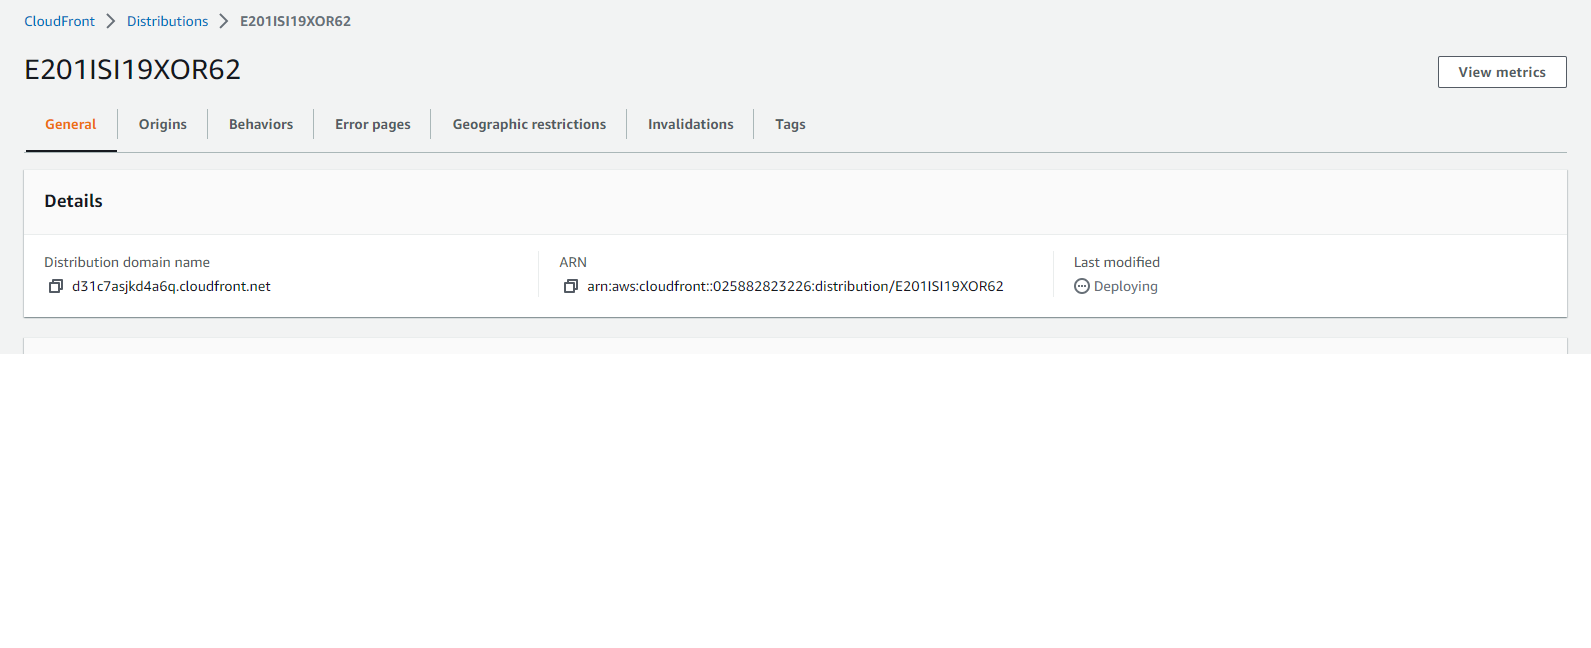 CloudFront > Distributions > E201ISI19XOR62
E201ISI19XOR62
View metrics
General Origins Behaviors Error pages Geographic restrictions Invalidations Tags
Details
Distribution domain name
d31c7asjkd4a6q.cloudfront.net
ARN
arn:aws:cloudfront::025882823226:distribution/E201ISI19XOR62
Last modified
Deploying